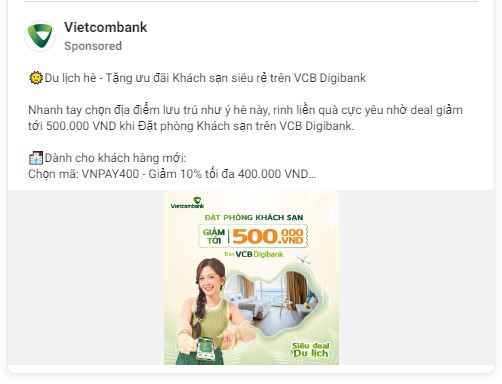 Vietcombank
Sponsored
Du lịch hè - Tặng ưu đãi Khách sạn siêu rẻ trên VCB Digibank
Nhanh tay chọn địa điểm lưu trú như ý hè này, rinh liền quà cực yêu nhờ deal giảm
tới 500.000 VND khi Đặt phòng Khách sạn trên VCB Digibank.
Dành cho khách hàng mới:
Chọn mã: VNPAY400 - Giảm 10% tối đa 400.000 VND...
Vietcombank
ĐẶT PHÒNG KHÁCH SẠN
GIẢM TỚI 500.000 VND
Trên VCB Digibank
Siêu deal
Du lịch